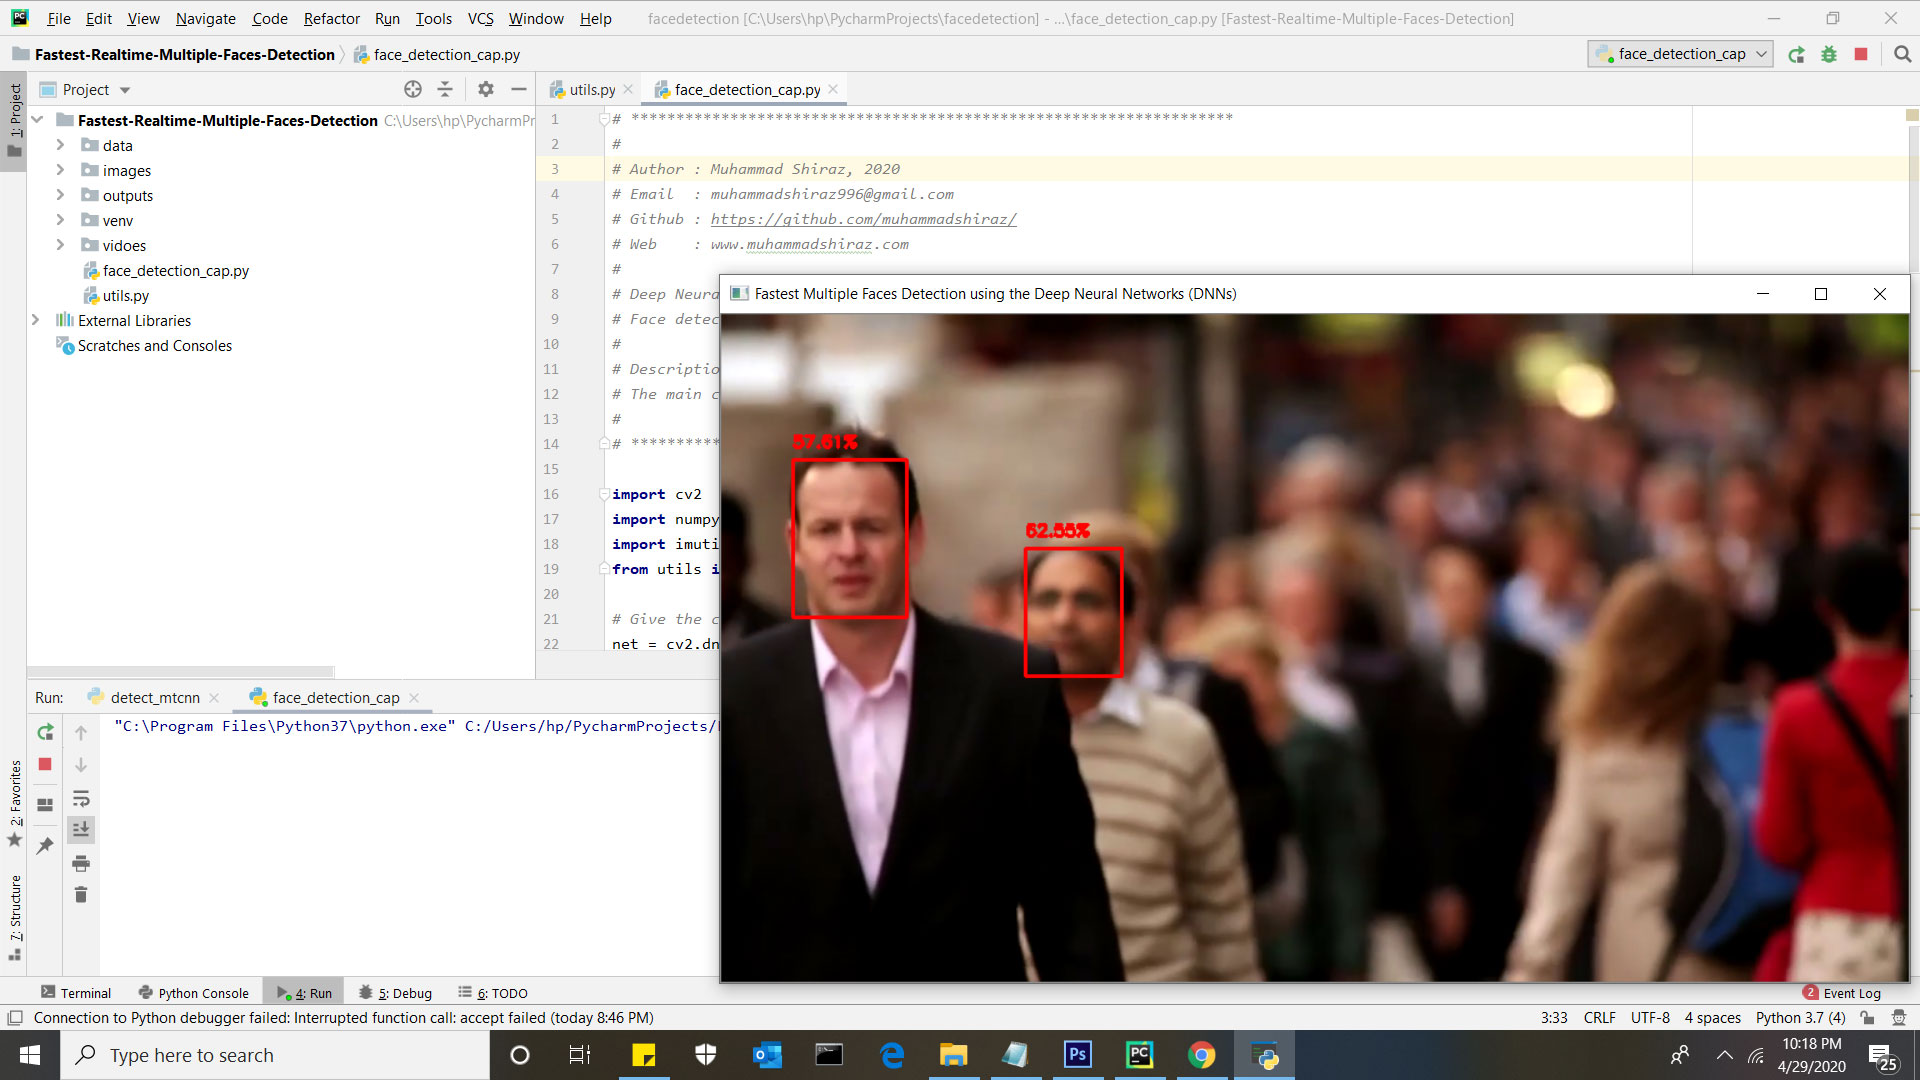 File Edit View Navigate Code Refactor Run Tools VCS Window Help facedetection [C:\Users\hp\PycharmProjects\facedetection] - ...\face_detection_cap.py [Fastest-Realtime-Multiple-Faces-Detection]
Fastest-Realtime-Multiple-Faces-Detection face_detection_cap.py face_detection_cap
1: Project
Project
utils.py face_detection_cap.py
Fastest-Realtime-Multiple-Faces-Detection C:\Users\hp\PycharmPr
data
images
outputs
venv
vidoes
face_detection_cap.py
utils.py
External Libraries
Scratches and Consoles
1 # *******************************************************************
2 #
3 # Author : Muhammad Shiraz, 2020
4 # Email : muhammadshiraz996@gmail.com
5 # Github : https://github.com/muhammadshiraz/
6 # Web : www.muhammadshiraz.com
7 #
8 # Deep Neura
9 # Face detec
10 #
11 # Descriptio
12 # The main c
13 #
14 # **********
15
16 import cv2
17 import numpy
18 import imuti
19 from utils i
20
21 # Give the c
22 net = cv2.dn
Fastest Multiple Faces Detection using the Deep Neural Networks (DNNs)
57.61%
62.55%
Run: detect_mtcnn face_detection_cap
"C:\Program Files\Python37\python.exe" C:/Users/hp/PycharmProjects/
2: Favorites
7: Structure
Terminal Python Console 4: Run 5: Debug 6: TODO 2 Event Log
Connection to Python debugger failed: Interrupted function call: accept failed (today 8:46 PM) 3:33 CRLF UTF-8 4 spaces Python 3.7 (4)
Type here to search
Ps
PC
10:18 PM
4/29/2020
25